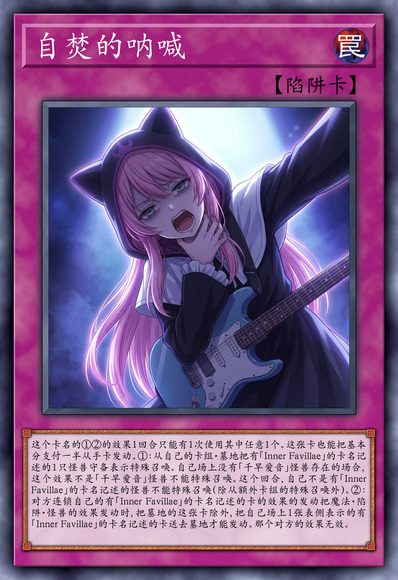 自焚的呐喊
罠
【陷阱卡】
这个卡名的①②的效果1回合只能有1次使用其中任意1个。这张卡也能把基本
分支付一半从手卡发动。①：从自己的卡组·墓地把有「Inner Favillae」的卡名记
述的1只怪兽守备表示特殊召唤。自己场上没有「千早爱音」怪兽存在的场合，
这个效果不是「千早爱音」怪兽不能特殊召唤。这个回合，自己不是有「Inner
Favillae」的卡名记述的怪兽不能特殊召唤(除从额外卡组的特殊召唤外)。②：
对方连锁自己的有「Inner Favillae」的卡名记述的卡的效果的发动把魔法·陷
阱·怪兽的效果发动时，把墓地的这张卡除外，把自己场上1张表侧表示的有
「Inner Favillae」的卡名记述的卡送去墓地才能发动。那个对方的效果无效。